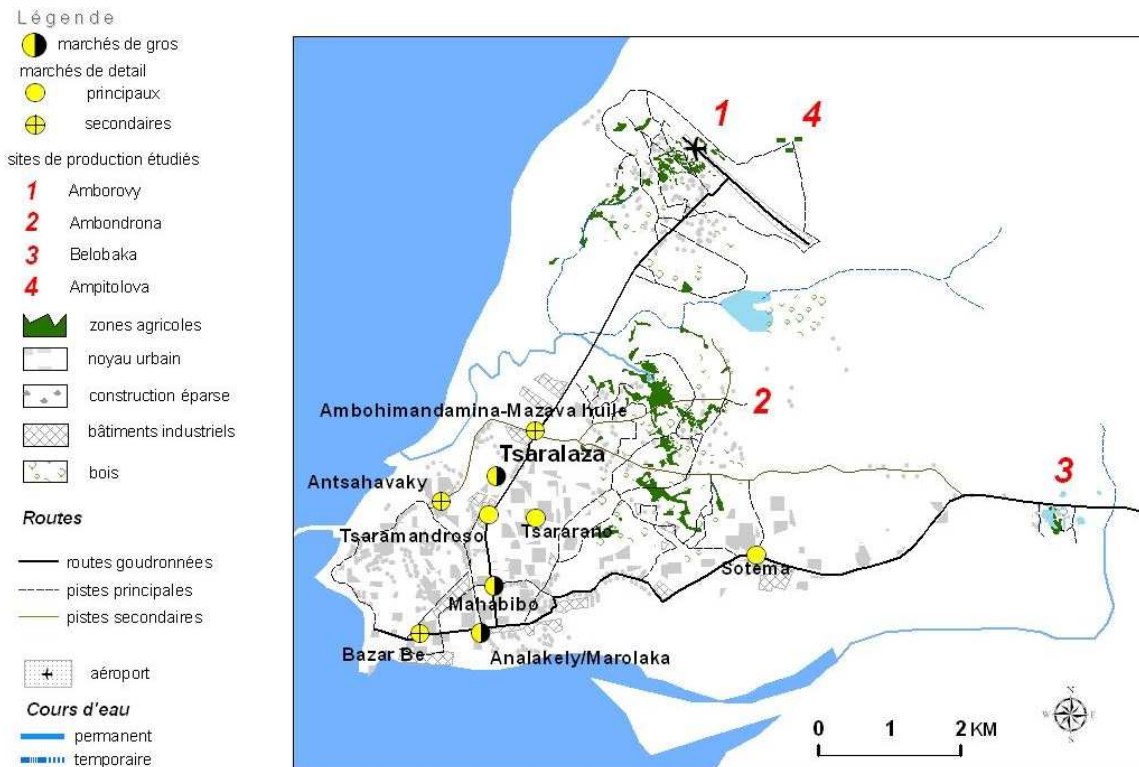 Légende
marchés de gros
marchés de detail
principaux
secondaires
sites de production étudiés
1 Amborovy
2 Ambondrona
3 Belobaka
4 Ampitolova
zones agricoles
noyau urbain
construction éparse
bâtiments industriels
bois
Routes
routes goudronnées
pistes principales
pistes secondaires
aéroport
Cours d'eau
permanent
temporaire
1
4
2
3
Ambohimandamina-Mazava huile
Tsaralaza
Antsahavaky
Tsaramandroso
Tsararano
Sotema
Mahabibo
Bazar Be
Analakely/Marolaka
N
W E
S
0 1 2 KM